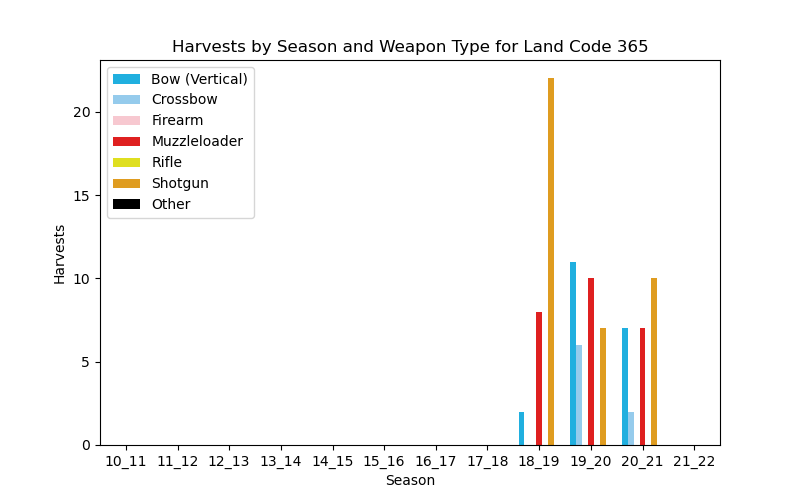 Harvests by Season and Weapon Type for Land Code 365
Bow (Vertical)
Crossbow
Firearm
Muzzleloader
Rifle
Shotgun
Other
Harvests
20
15
10
5
0
10_11 11_12 12_13 13_14 14_15 15_16 16_17 17_18 18_19 19_20 20_21 21_22
Season